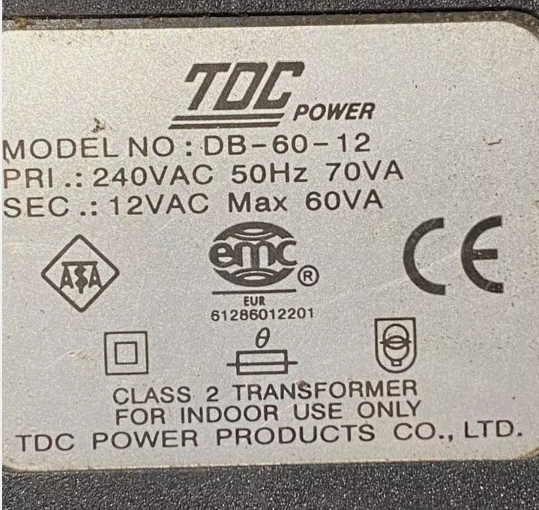 TDC POWER
MODEL NO : DB-60-12
PRI .: 240VAC 50Hz 70VA
SEC .: 12VAC Max 60VA
ASA
emc ®
CE
EUR
61286012201
θ
CLASS 2 TRANSFORMER
FOR INDOOR USE ONLY
TDC POWER PRODUCTS CO., LTD.